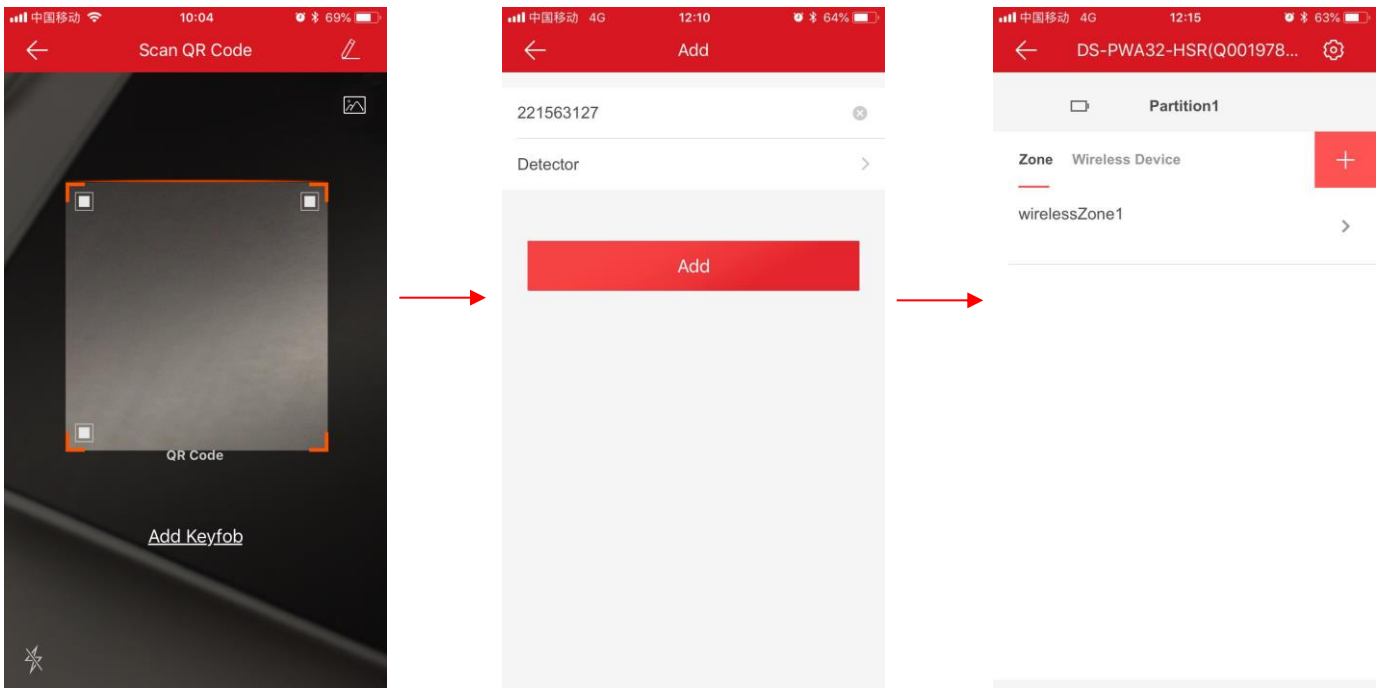 中国移动 10:04 69%
Scan QR Code
QR Code
Add Keyfob
中国移动 4G 12:10 64%
Add
221563127
Detector
Add
中国移动 4G 12:15 63%
DS-PWA32-HSR(Q001978...
Partition1
Zone Wireless Device
wirelessZone1